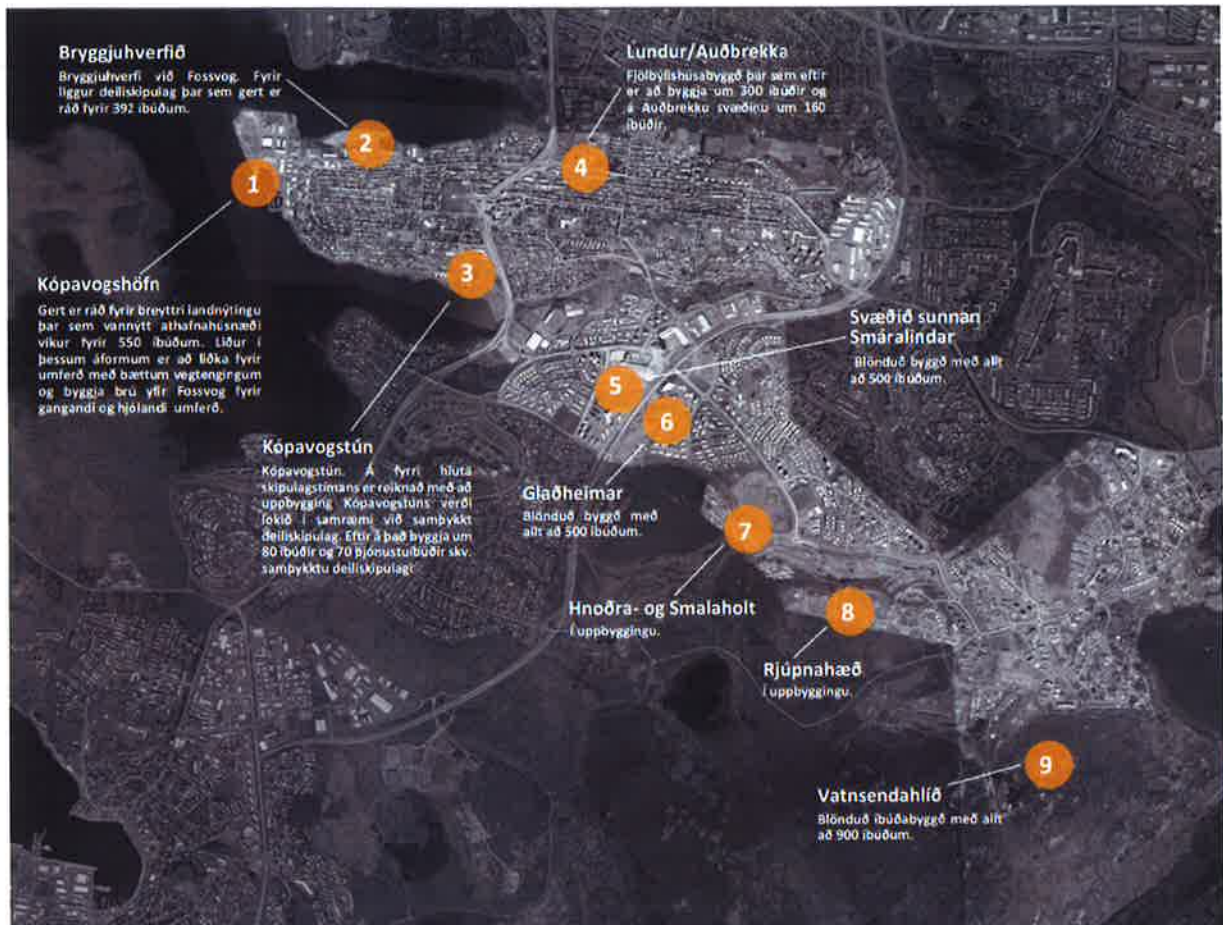 Bryggjuhverfið
Bryggjuhverfi við Fossvog. Fyrir
liggur deiliskipulag þar sem gert er
ráð fyrir 392 íbúðum.
Lundur/Auðbrekka
Fjölbýlishúsabyggð þar sem eftir
er að byggja um 300 íbúðir og
á Auðbrekku svæðinu um 160
íbúðir.
2
1
4
3
Kópavogshöfn
Gert er ráð fyrir breyttri landnýtingu
þar sem vannýtt athafnahúsnæði
víkur fyrir 550 íbúðum. Liður í
þessum áformum er að liðka fyrir
umferð með bættum vegtengingum
og byggja brú yfir Fossvog fyrir
gangandi og hjólandi umferð.
Svæðið sunnan
Smáralindar
Blönduð byggð með allt
að 500 íbúðum.
5
6
Kópavogstún
Kópavogstún. Á fyrri hluta
skipulagstímans er reiknað með að
uppbygging Kópavogstúns verði
lokið í samræmi við samþykkt
deiliskipulag. Eftir á það byggja um
80 íbúðir og 70 þjónustuíbúðir skv.
samþykktu deiliskipulagi
Glaðheimar
Blönduð byggð með
allt að 500 íbúðum.
7
Hnoðra- og Smalaholt
Í uppbyggingu.
8
Rjúpnahæð
Í uppbyggingu.
9
Vatnsendahlíð
Blönduð íbúðabyggð með allt
að 900 íbúðum.